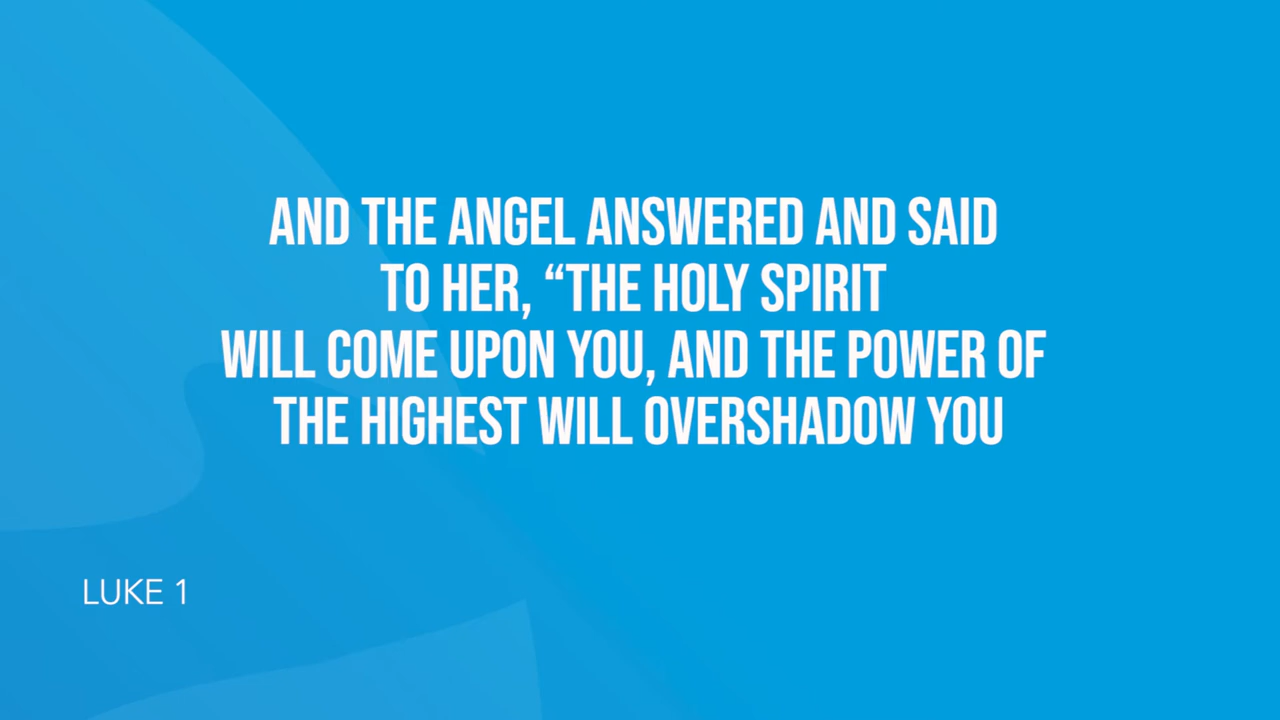 AND THE ANGEL ANSWERED AND SAID
TO HER, “THE HOLY SPIRIT
WILL COME UPON YOU, AND THE POWER OF
THE HIGHEST WILL OVERSHADOW YOU
LUKE 1